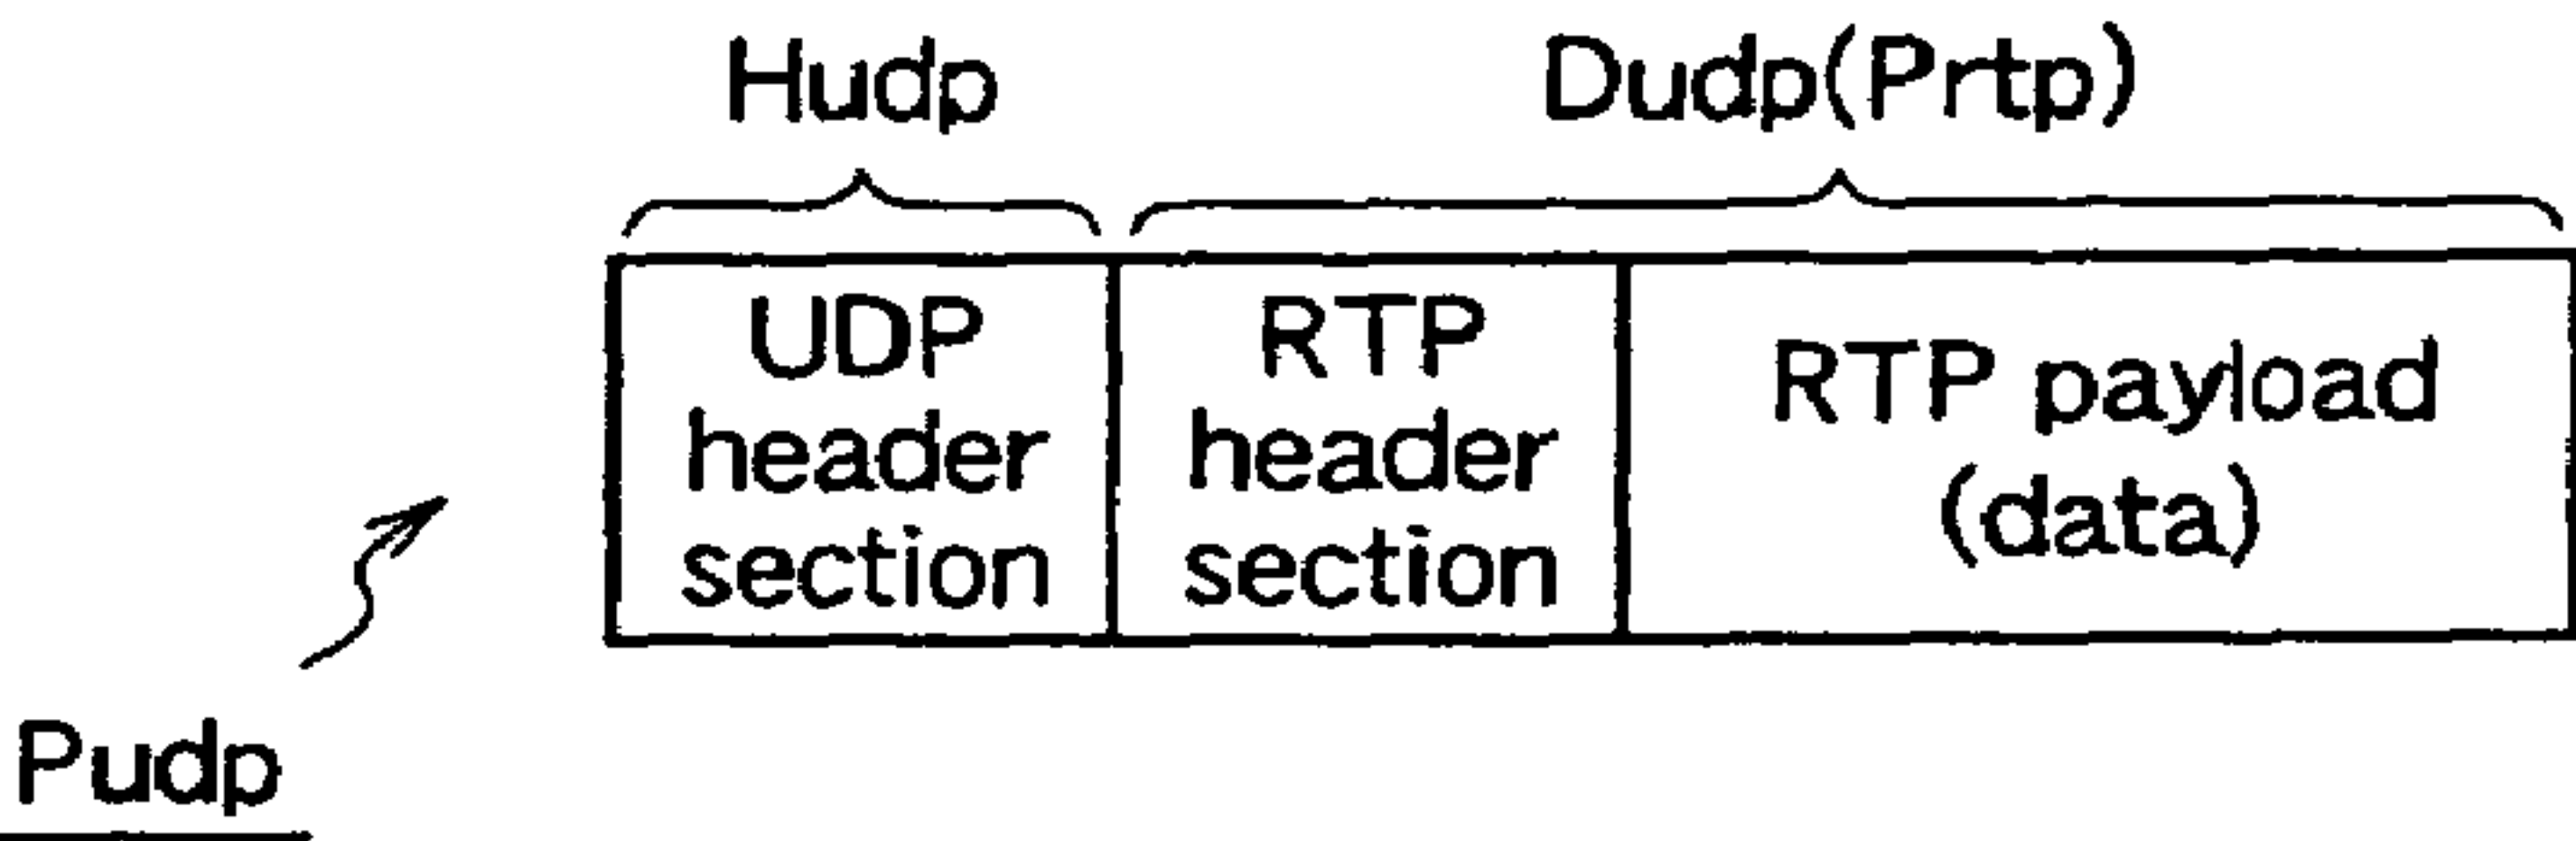 Hudp
Dudp(Prtp)
UDP
header
section
RTP
header
section
RTP payload
(data)
Pudp